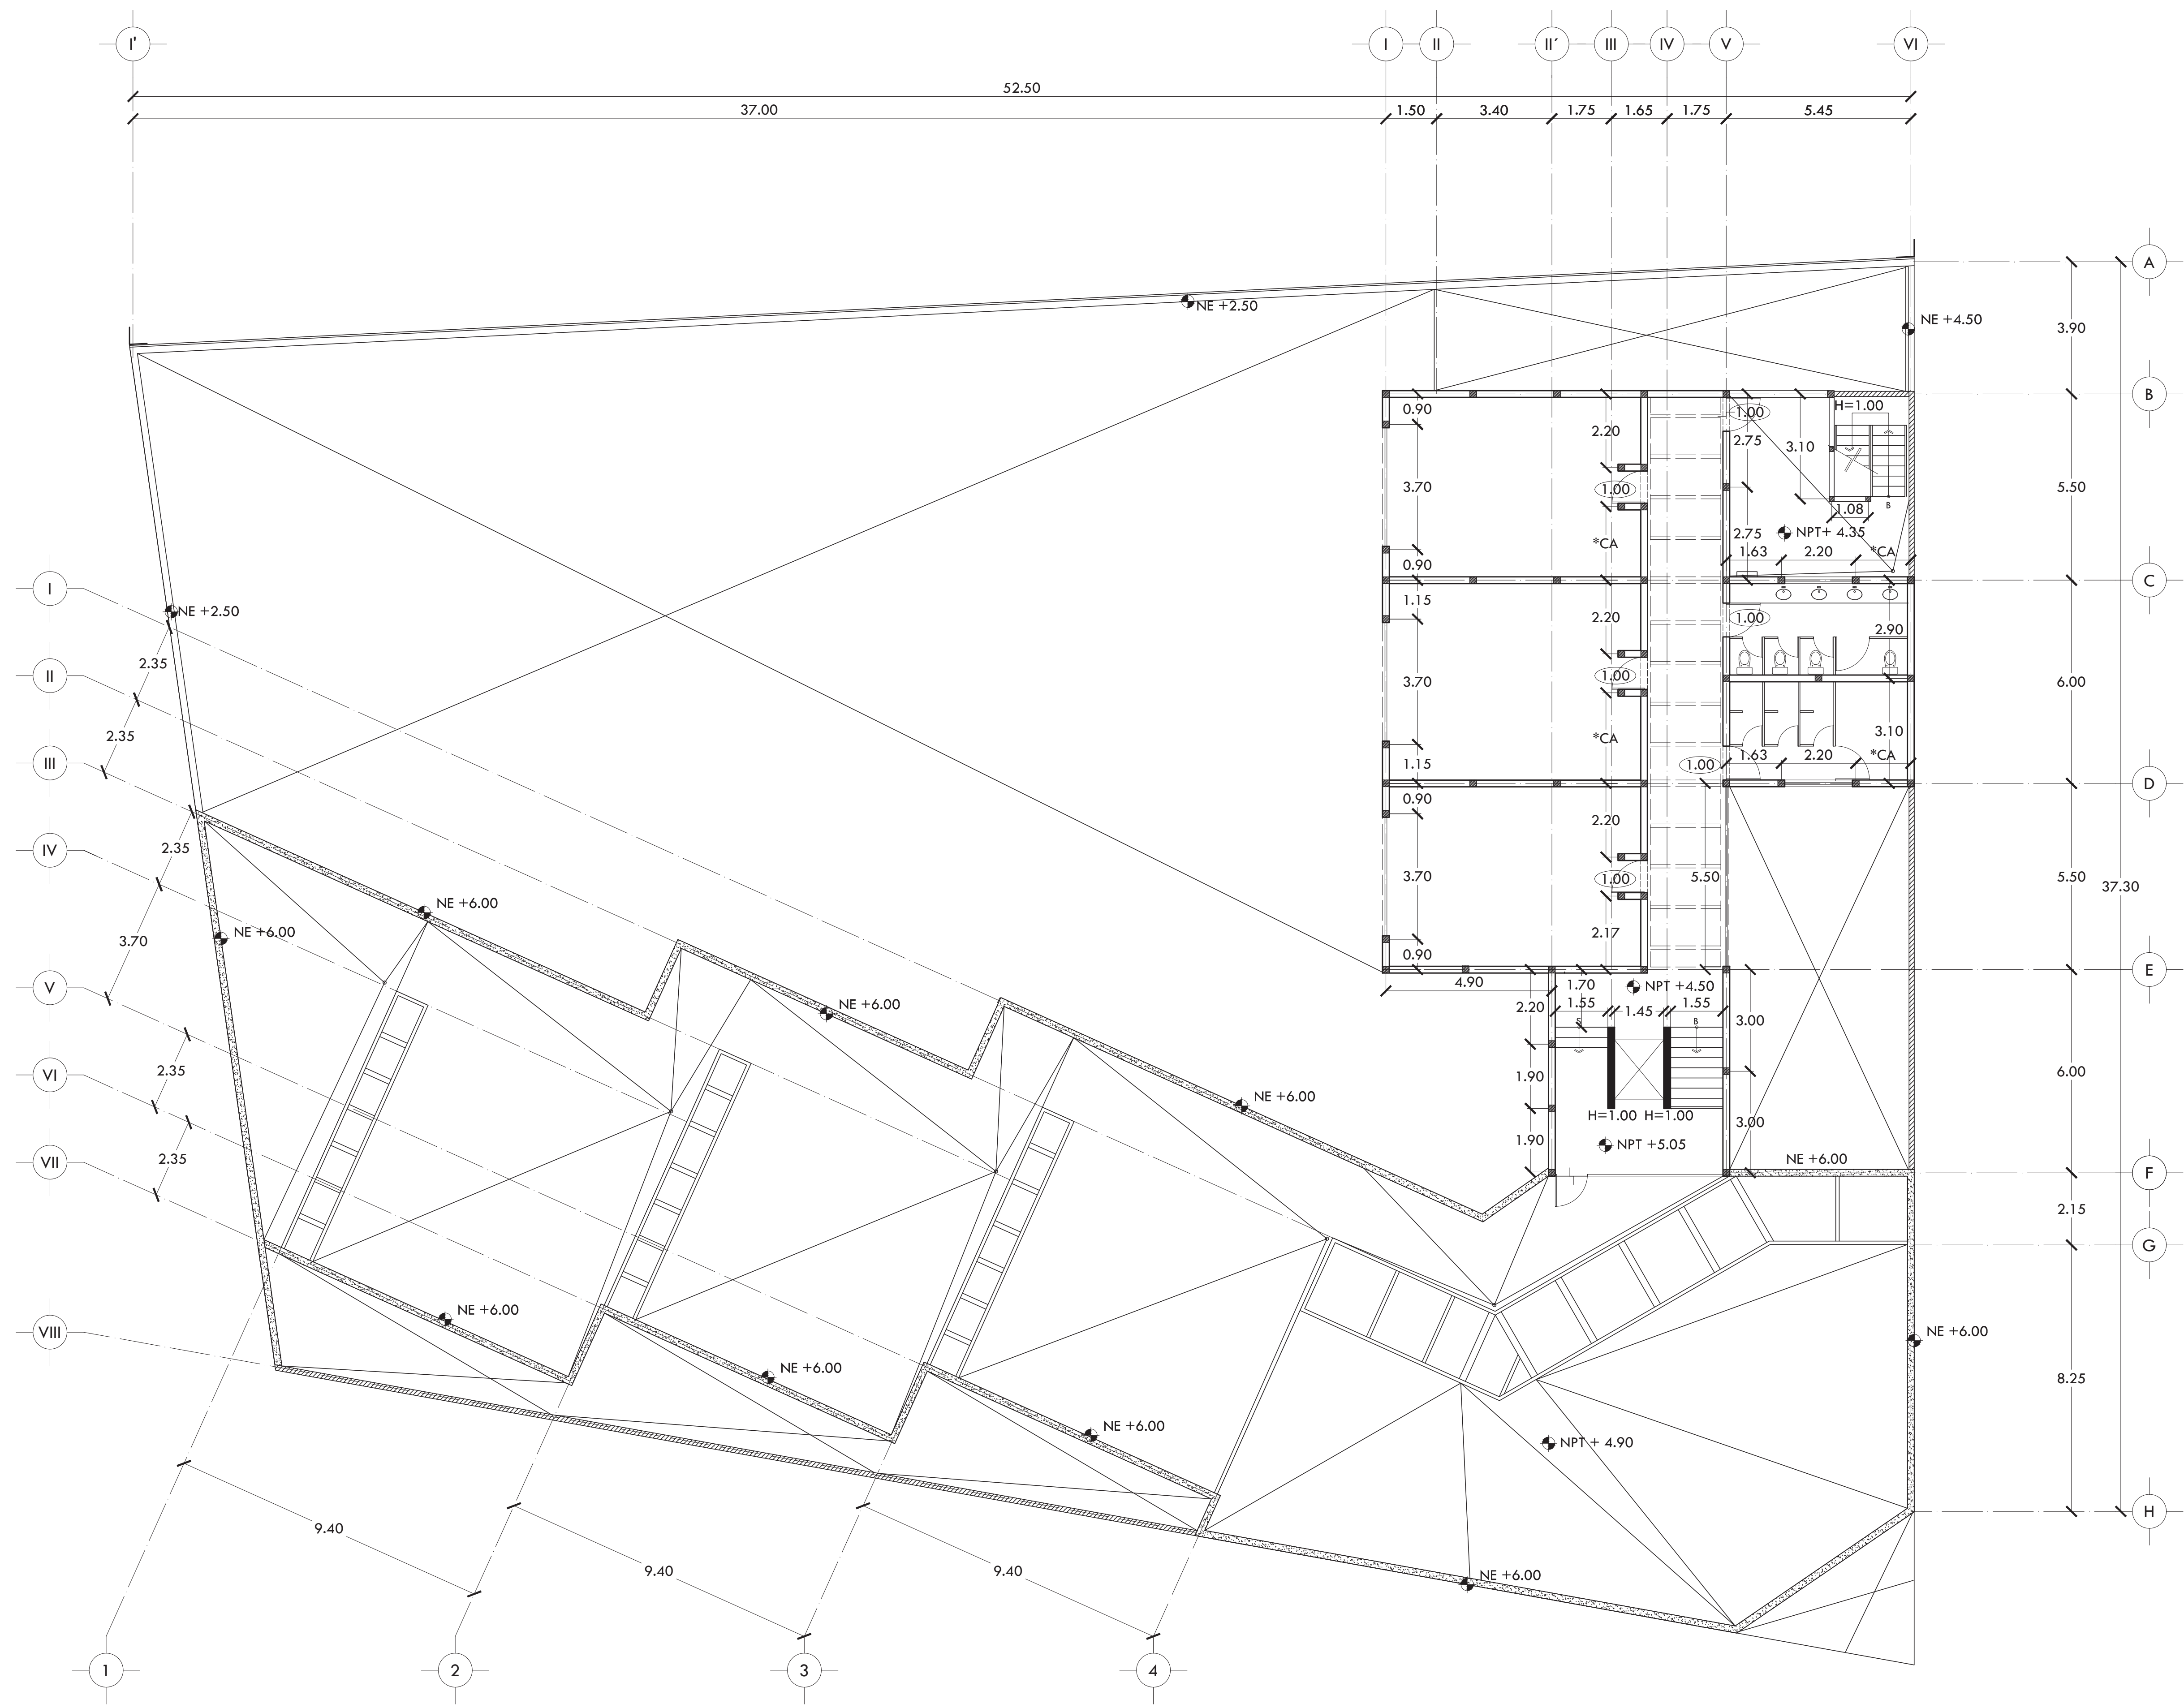 I' I II II´ III IV V VI
52.50
37.00 1.50 3.40 1.75 1.65 1.75 5.45
A
NE +2.50
NE +4.50
3.90
B
0.90
2.20
1.00
H=1.00
2.75
3.10
3.70
1.00
5.50
B
1.08
*CA
2.75
NPT+ 4.35
1.63 2.20 *CA
0.90
C
I
1.15
NE +2.50
2.20
1.00
2.90
2.35
II
3.70
1.00
6.00
2.35
*CA
3.10
III
1.15
1.00
1.63 2.20 *CA
D
0.90
2.20
2.35
IV
3.70
1.00
5.50
5.50
37.30
NE +6.00
NE +6.00
3.70
2.17
0.90
E
V
4.90
1.70
NPT +4.50
NE +6.00
2.20
1.55 1.45 1.55
3.00
S
B
2.35
VI
1.90
6.00
NE +6.00
H=1.00 H=1.00
3.00
1.90
NPT +5.05
2.35
VII
NE +6.00
F
2.15
G
NE +6.00
VIII
NE +6.00
NE +6.00
8.25
NE +6.00
NPT + 4.90
H
9.40
9.40
9.40
NE +6.00
1 2 3 4